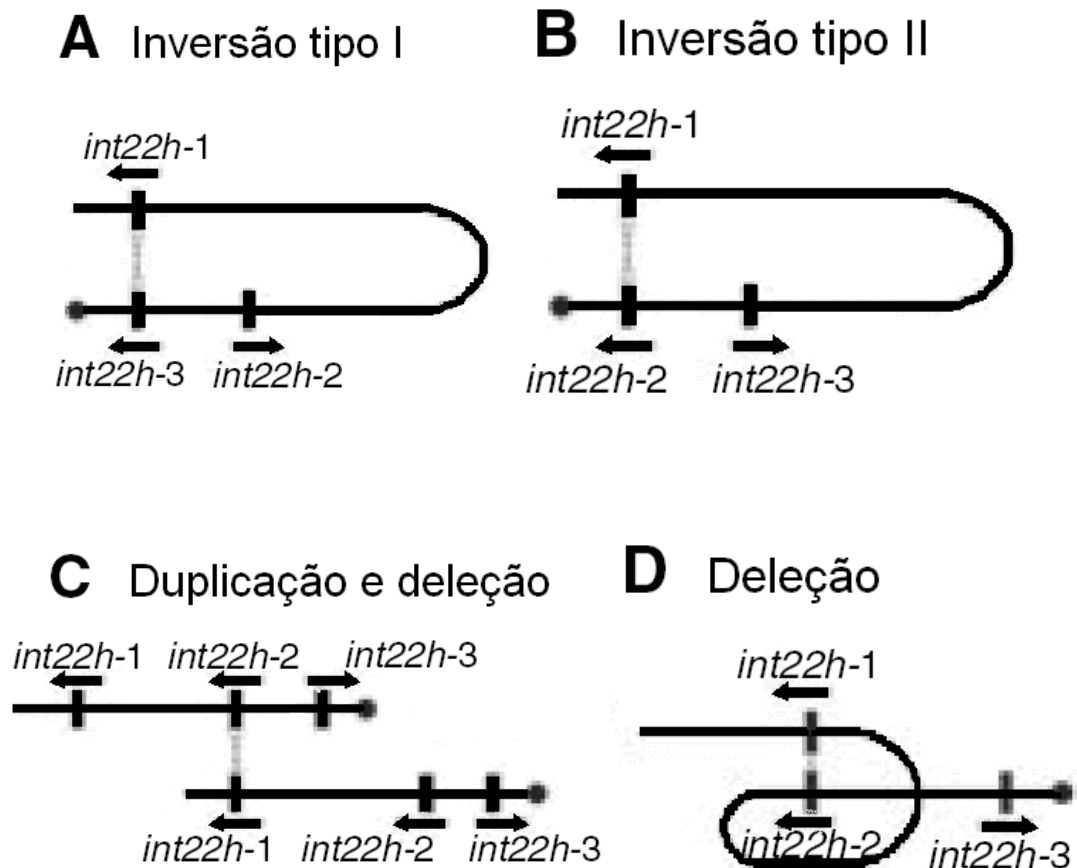 A Inversão tipo I
B Inversão tipo II
int22h-1
int22h-3 int22h-2
int22h-1
int22h-2 int22h-3
C Duplicação e deleção
D Deleção
int22h-1 int22h-2 int22h-3
int22h-1 int22h-2 int22h-3
int22h-1
int22h-2 int22h-3